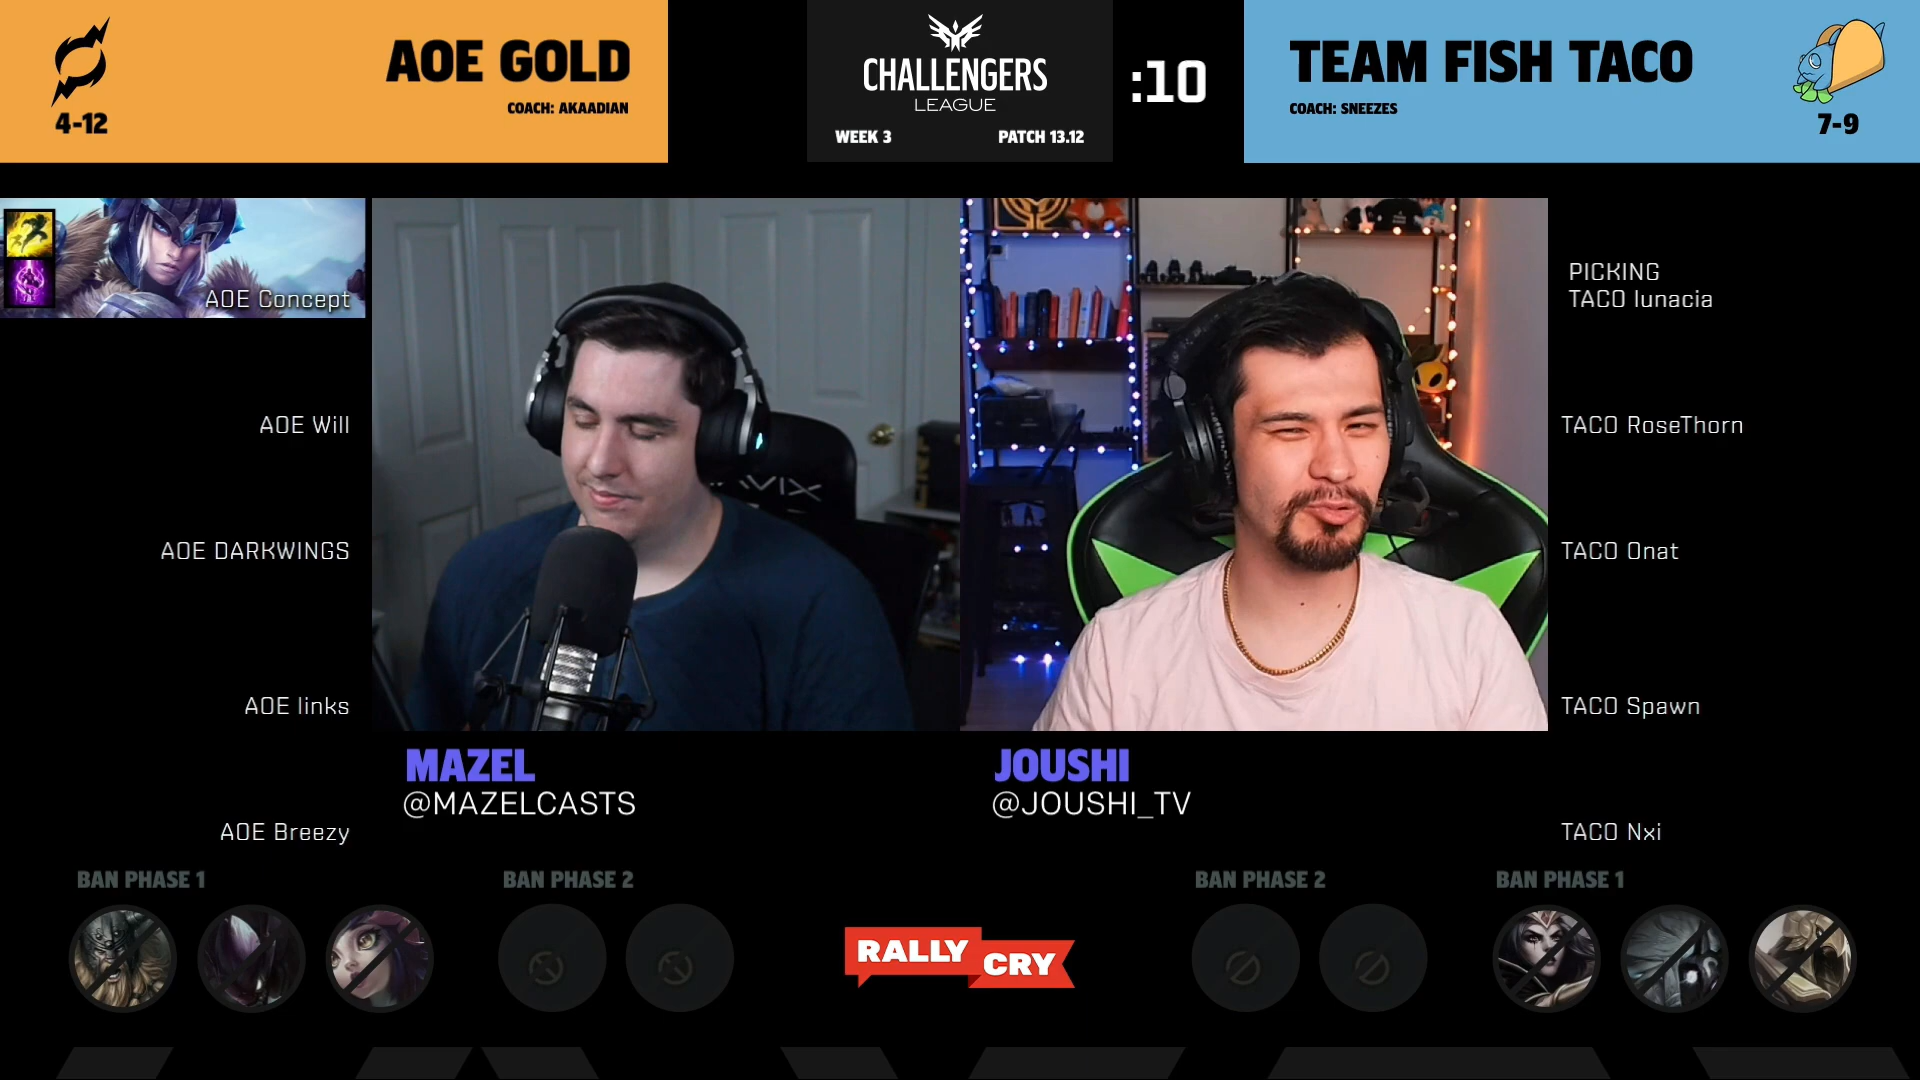 AOE GOLD
COACH: AKAADIAN
4-12
CHALLENGERS
LEAGUE
WEEK 3
PATCH 13.12
:10
TEAM FISH TACO
COACH: SNEEZES
7-9
AOE Concept
AOE Will
AOE DARKWINGS
AOE links
AOE Breezy
PICKING
TACO lunacia
TACO RoseThorn
TACO Onat
TACO Spawn
TACO Nxi
MAZEL
@MAZELCASTS
JOUSHI
@JOUSHI_TV
BAN PHASE 1
BAN PHASE 2
BAN PHASE 2
BAN PHASE 1
RALLY
CRY